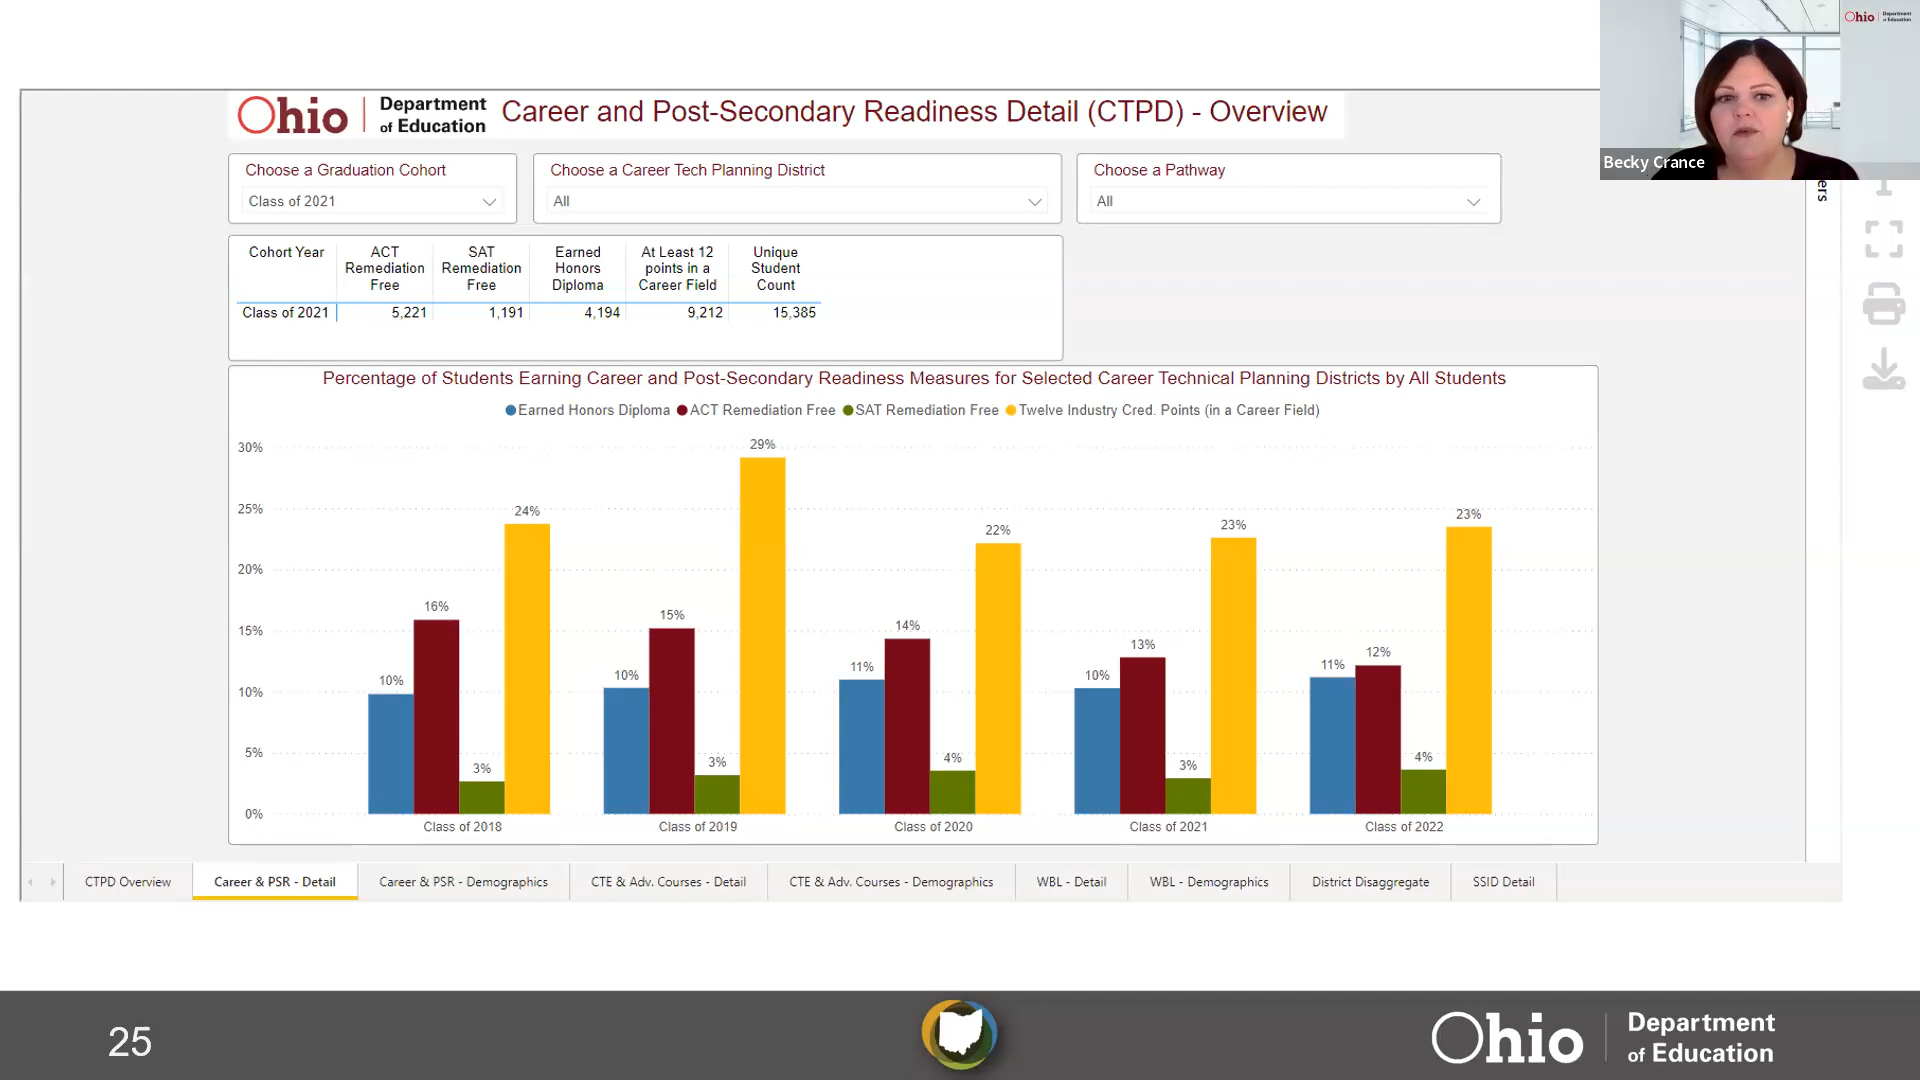 Ohio
Department
of Education
Career and Post-Secondary Readiness Detail (CTPD) - Overview
Ohio
Department
of Education
Becky Crance
ers
Choose a Graduation Cohort
Class of 2021
Choose a Career Tech Planning District
All
Choose a Pathway
All
Cohort Year ACT Remediation Free SAT Remediation Free Earned Honors Diploma At Least 12 points in a Career Field Unique Student Count
Class of 2021 5,221 1,191 4,194 9,212 15,385
Percentage of Students Earning Career and Post-Secondary Readiness Measures for Selected Career Technical Planning Districts by All Students
Earned Honors Diploma ACT Remediation Free SAT Remediation Free Twelve Industry Cred. Points (in a Career Field)
30%
25%
20%
15%
10%
5%
0%
10% 16% 3% 24%
10% 15% 3% 29%
11% 14% 4% 22%
10% 13% 3% 23%
11% 12% 4% 23%
Class of 2018 Class of 2019 Class of 2020 Class of 2021 Class of 2022
CTPD Overview Career & PSR - Detail Career & PSR - Demographics CTE & Adv. Courses - Detail CTE & Adv. Courses - Demographics WBL - Detail WBL - Demographics District Disaggregate SSID Detail
25
Ohio
Department
of Education